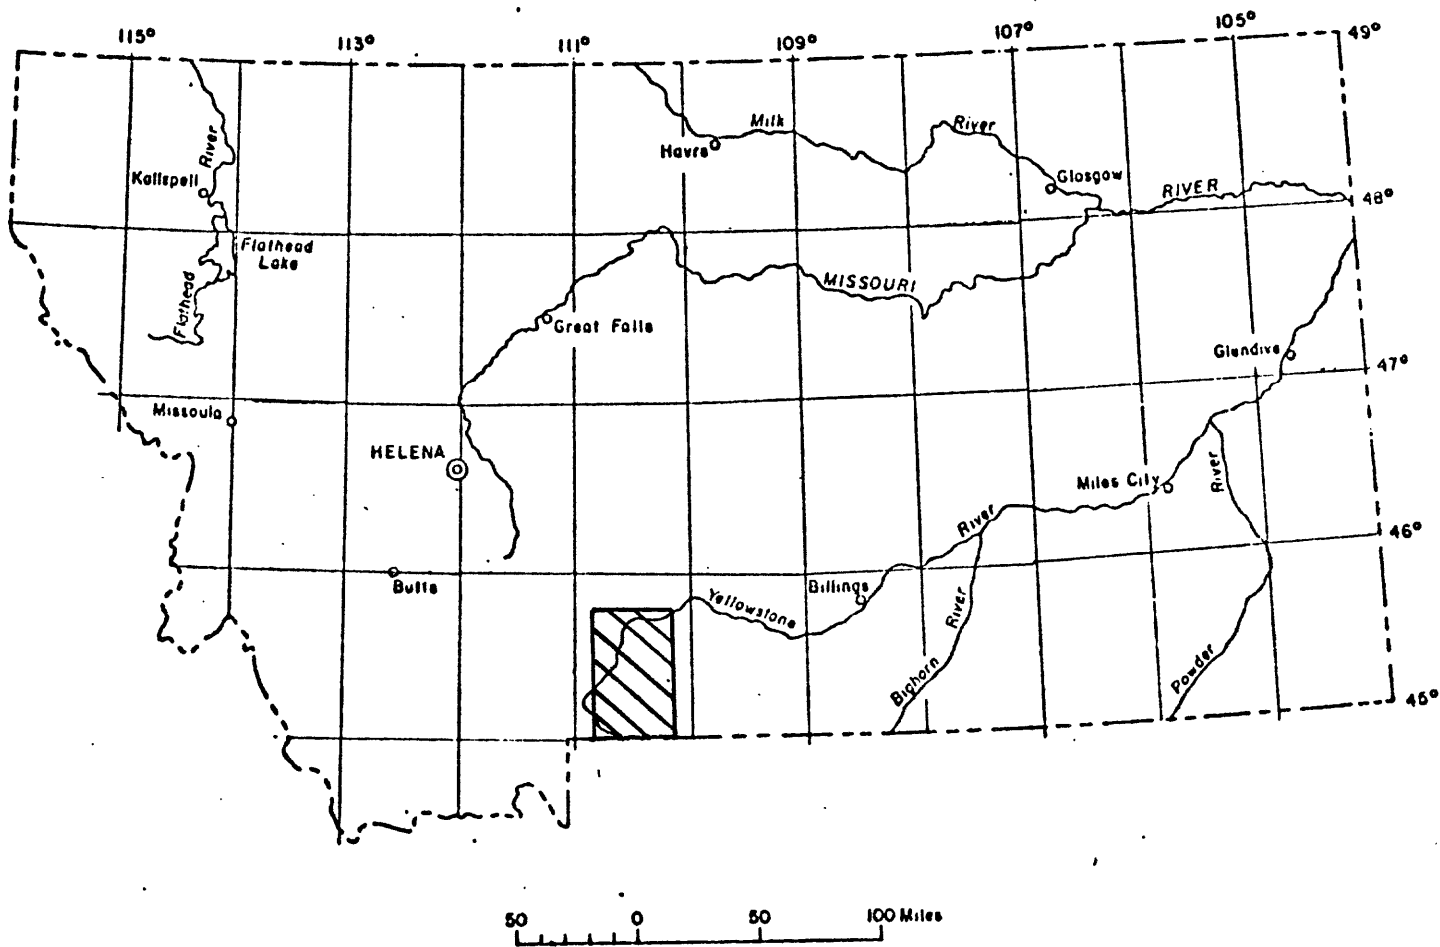 115° 113° 111° 109° 107° 105° 49°
Milk River
Havre
River
Kalispell
Glasgow
RIVER
48°
Flathead
Lake
Flathead
MISSOURI
Great Falls
Glendive
47°
Missoula
HELENA
Miles City
River
River
46°
Butte
Billings
Yellowstone
River
Bighorn
Powder
45°
50 0 50 100 Miles